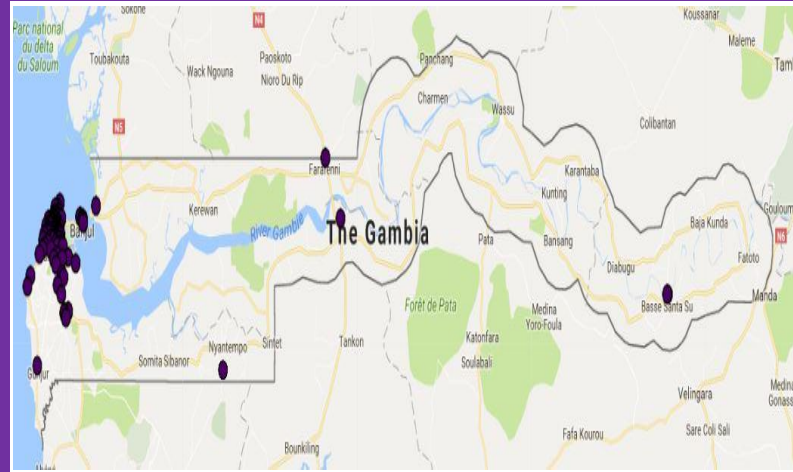 Sokone
N4
Koussanar
Parc national
du delta
du Saloum
Toubakouta
Paoskoto
Panchang
Maleme
Wack Ngouna
Nioro Du Rip
Charmen
Wassu
N5
Colibantan
Farafenni
Karantaba
Kerewan
Kunting
Banjul
River Gambia
The Gambia
Pata
Bansang
Baja Kunda
N6
Diabugu
Fatoto
Forêt de Pata
Basse Santa Su
Manda
Medina
Yoro-Foula
Nyantempo
Sintet
Tankon
Katonfara
Somita Sibanor
Soulabali
Velingara
Medina
Gonass
Fafa Kourou
Sare Coli Sali
Bounkiling